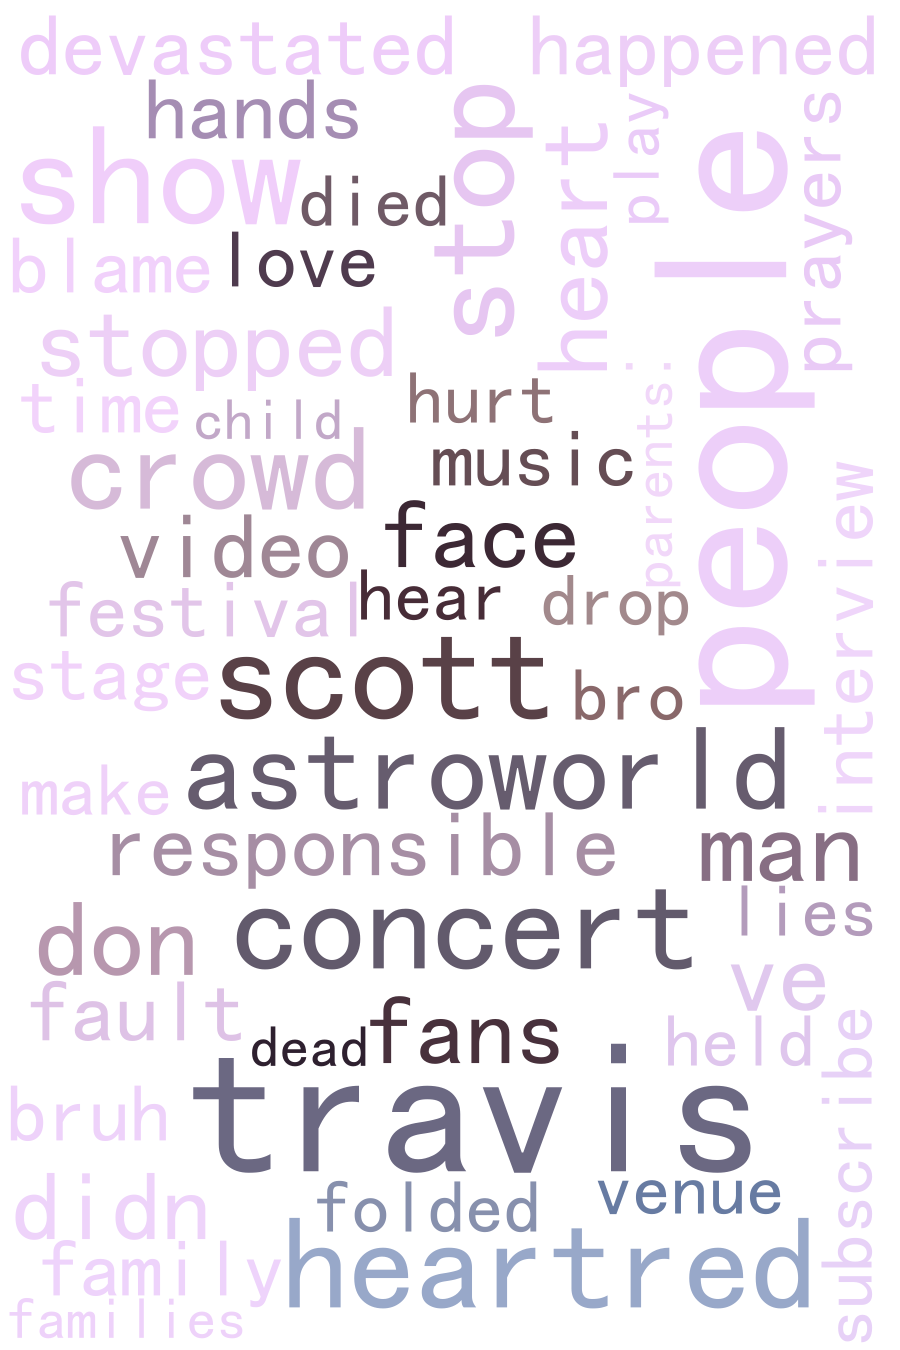 devastated happened
hands
show
died
stop
heart
play
people
prayers
blame love
stopped
time child hurt
crowd music
parents.
interview
video face
festival hear drop
stage scott bro
astroworld
make
responsible man
don concert lies
ve
fault
dead fans held
travis
bruh
subscribe
didn folded venue
family heartred
families